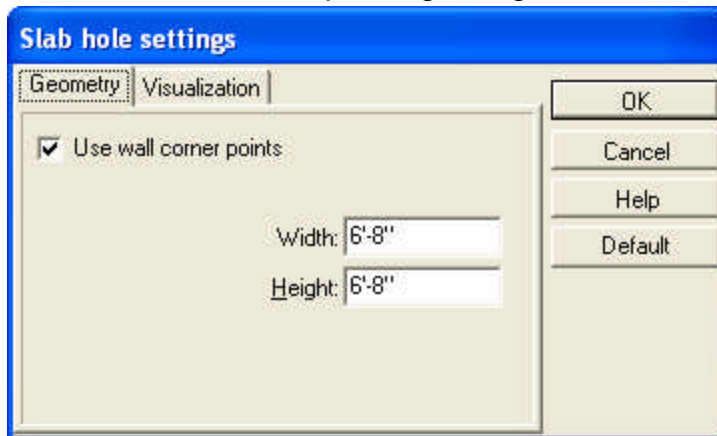 Slab hole settings
Geometry
Visualization
Use wall corner points
Width: 6'-8"
Height: 6'-8"
OK
Cancel
Help
Default